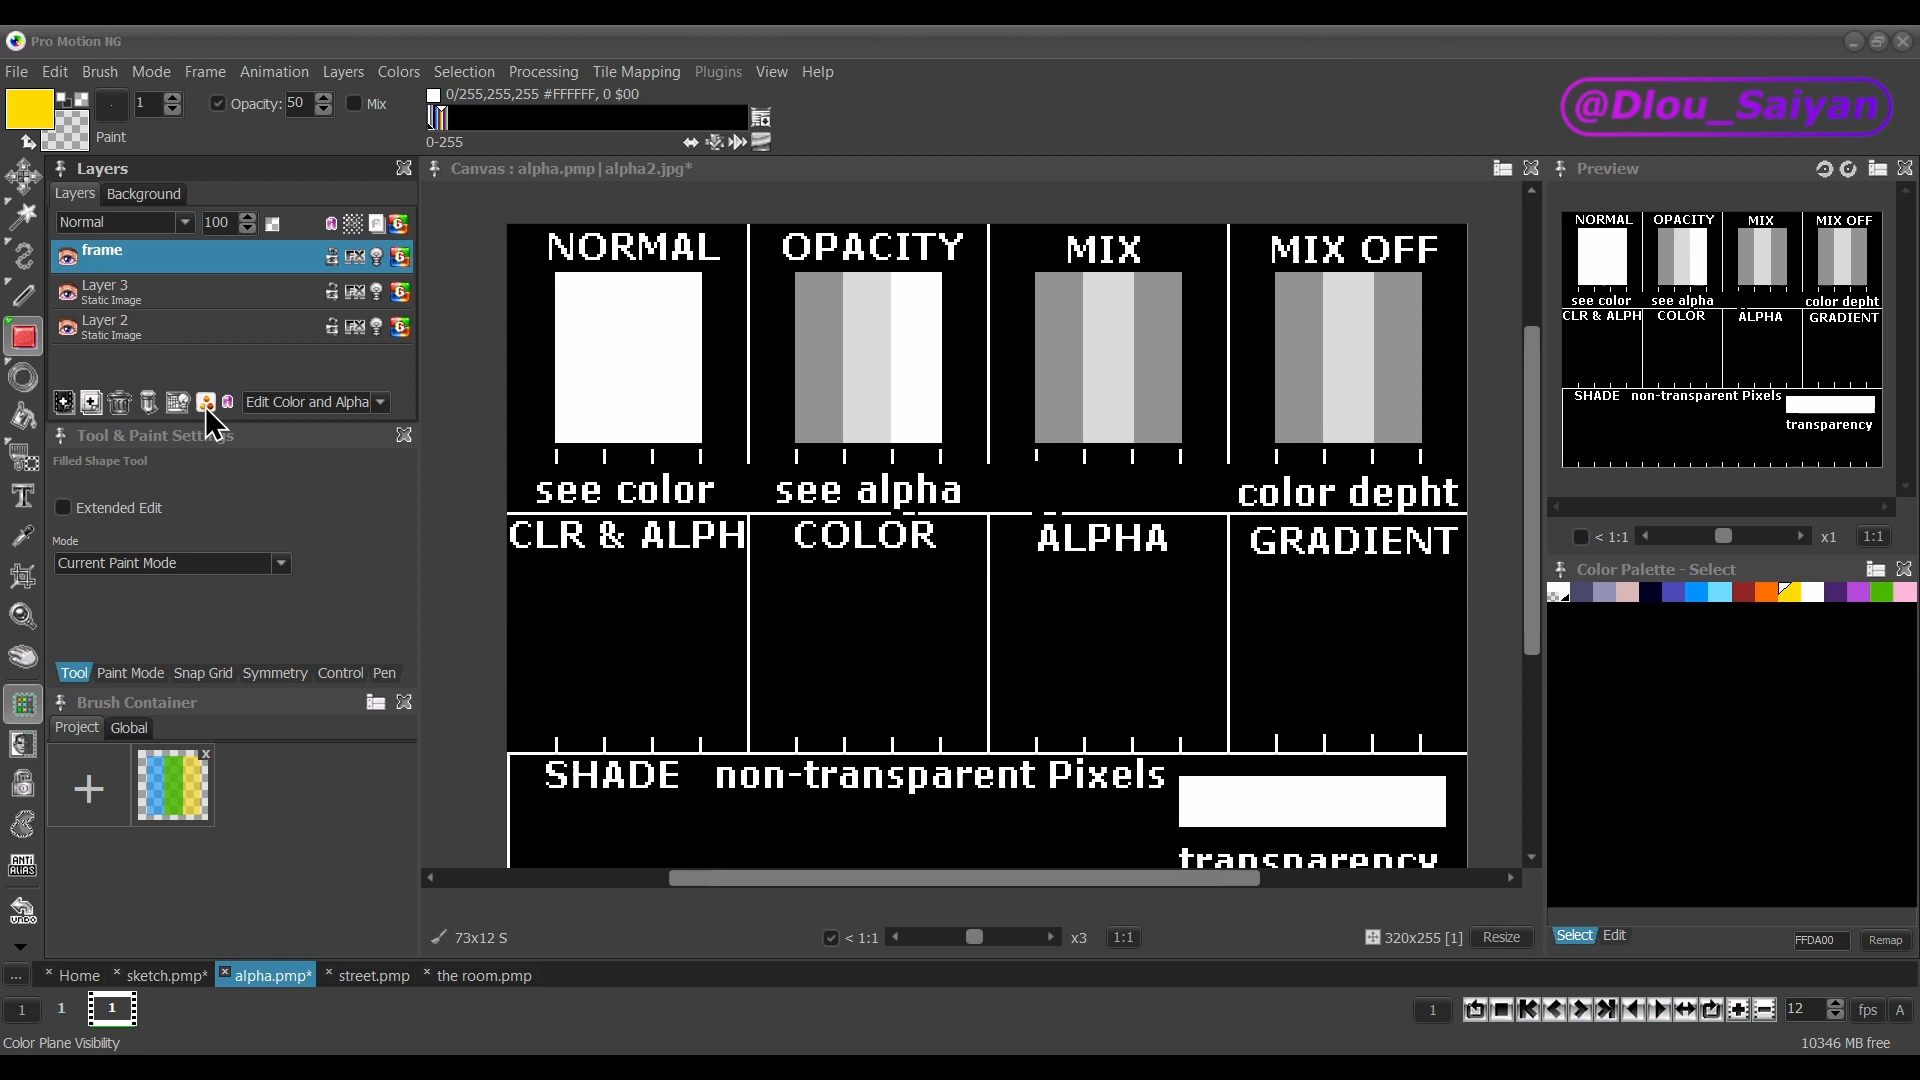 Pro Motion NG
File Edit Brush Mode Frame Animation Layers Colors Selection Processing Tile Mapping Plugins View Help
1 Opacity: 50 Mix
Paint
0/255,255,255 #FFFFFF, 0 $00
0-255
@Dlou_Saiyan
Layers
Layers Background
Normal 100
frame
Layer 3
Static Image
Layer 2
Static Image
Edit Color and Alpha
Tool & Paint Settings
Filled Shape Tool
Extended Edit
Mode
Current Paint Mode
Tool Paint Mode Snap Grid Symmetry Control Pen
Brush Container
Project Global
x
T
ANTI
ALIAS
UNDO
Canvas : alpha.pmp | alpha2.jpg*
NORMAL OPACITY MIX MIX OFF
see color see alpha color depht
CLR & ALPH COLOR ALPHA GRADIENT
SHADE non-transparent Pixels
transparency
73x12 S < 1:1 x3 1:1 320x255 [1] Resize
Preview
NORMAL OPACITY MIX MIX OFF
see color see alpha color depht
CLR & ALPH COLOR ALPHA GRADIENT
SHADE non-transparent Pixels
transparency
< 1:1 x1 1:1
Color Palette - Select
Select Edit FFDA00 Remap
... Home sketch.pmp* alpha.pmp* street.pmp the room.pmp
1 1 1 1 12 fps A
Color Plane Visibility 10346 MB free